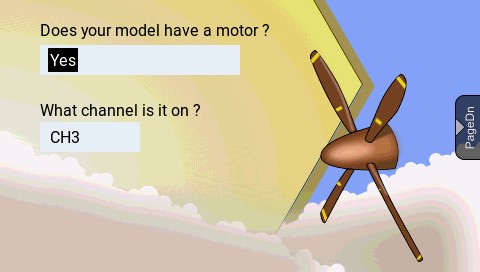 Does your model have a motor ?
Yes
What channel is it on ?
CH3
PageDn